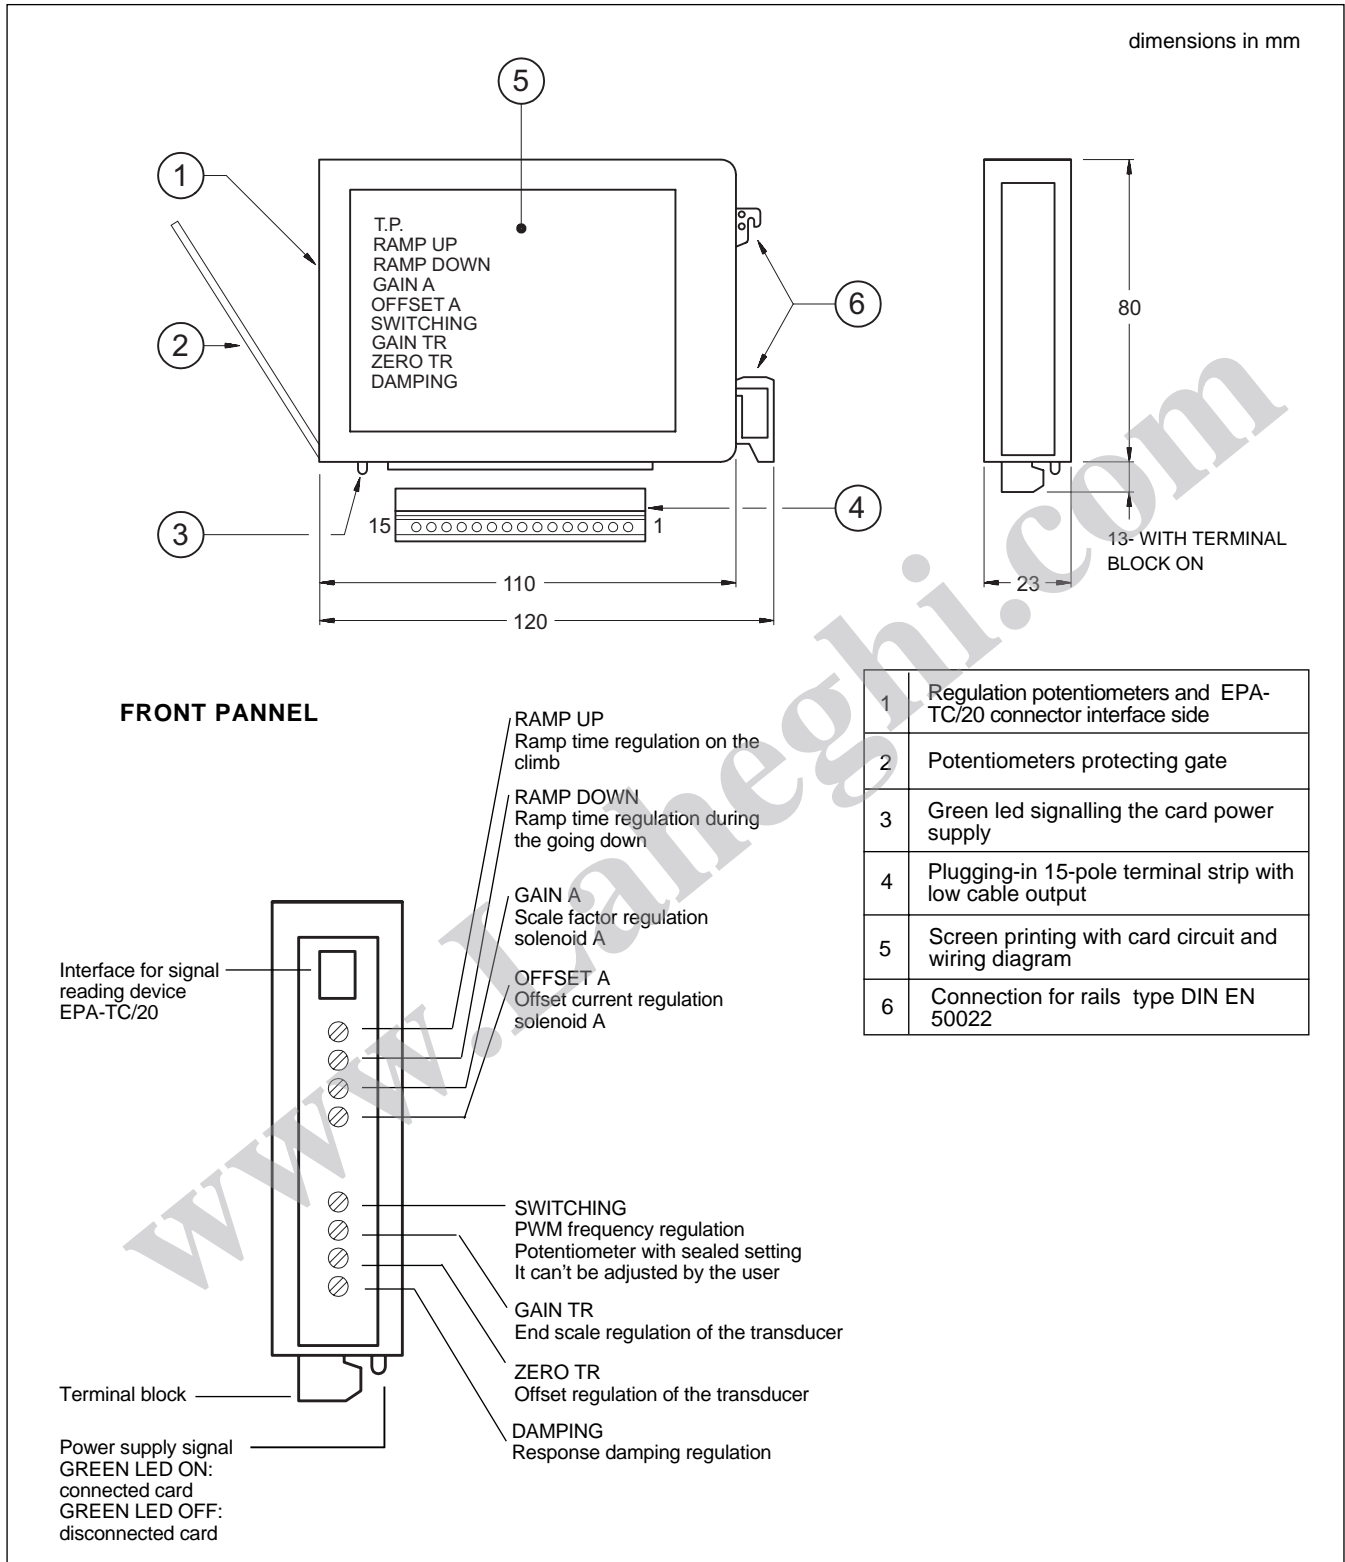 dimensions in mm
5
1
T.P.
RAMP UP
RAMP DOWN
GAIN A
OFFSET A
SWITCHING
GAIN TR
ZERO TR
DAMPING
6
80
2
3
15
1
4
13- WITH TERMINAL
BLOCK ON
110
23
120
FRONT PANNEL
RAMP UP
Ramp time regulation on the
climb
RAMP DOWN
Ramp time regulation during
the going down
GAIN A
Scale factor regulation
solenoid A
OFFSET A
Offset current regulation
solenoid A
Interface for signal
reading device
EPA-TC/20
SWITCHING
PWM frequency regulation
Potentiometer with sealed setting
It can't be adjusted by the user
GAIN TR
End scale regulation of the transducer
ZERO TR
Offset regulation of the transducer
DAMPING
Response damping regulation
Terminal block
Power supply signal
GREEN LED ON:
connected card
GREEN LED OFF:
disconnected card
1 Regulation potentiometers and EPA-
TC/20 connector interface side
2 Potentiometers protecting gate
3 Green led signalling the card power
supply
4 Plugging-in 15-pole terminal strip with
low cable output
5 Screen printing with card circuit and
wiring diagram
6 Connection for rails type DIN EN
50022
www.Laheghi.com